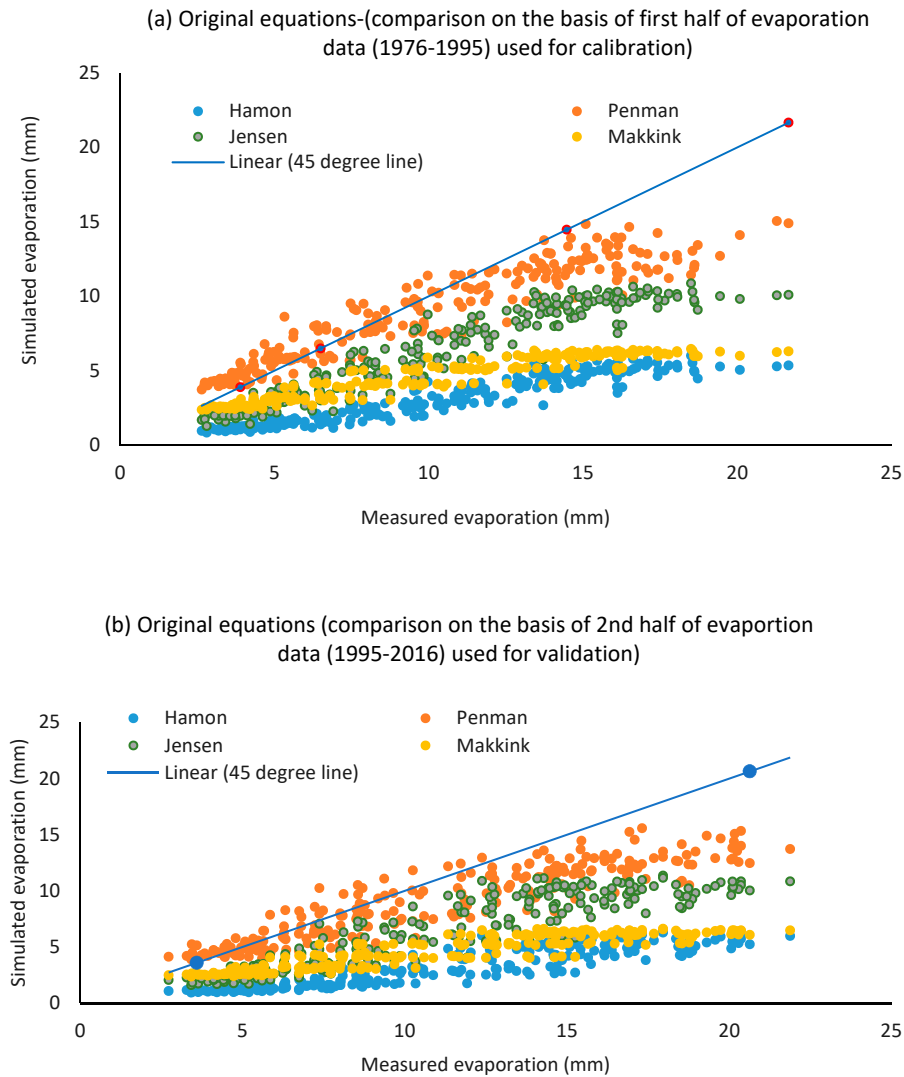 (a) Original equations-(comparison on the basis of first half of evaporation
data (1976-1995) used for calibration)
25
20
15
10
5
0
Simulated evaporation (mm)
Hamon
Penman
Jensen
Makkink
Linear (45 degree line)
0 5 10 15 20 25
Measured evaporation (mm)
(b) Original equations (comparison on the basis of 2nd half of evaportion
data (1995-2016) used for validation)
25
20
15
10
5
0
Simulated evaporation (mm)
Hamon
Penman
Jensen
Makkink
Linear (45 degree line)
0 5 10 15 20 25
Measured evaporation (mm)